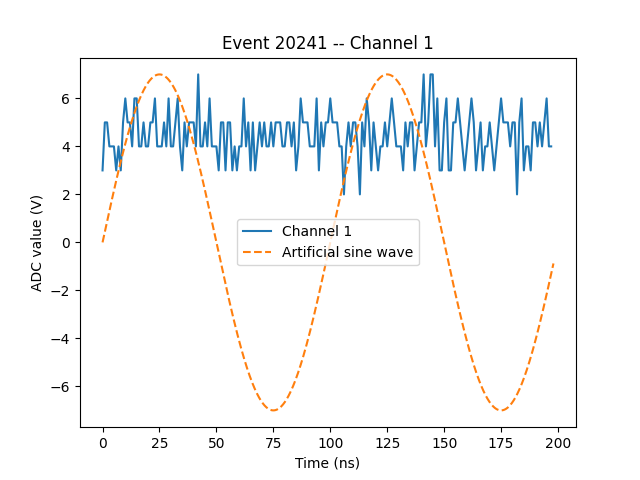 Event 20241 -- Channel 1
ADC value (V)
6
4
2
0
−2
−4
−6
Channel 1
Artificial sine wave
0 25 50 75 100 125 150 175 200
Time (ns)